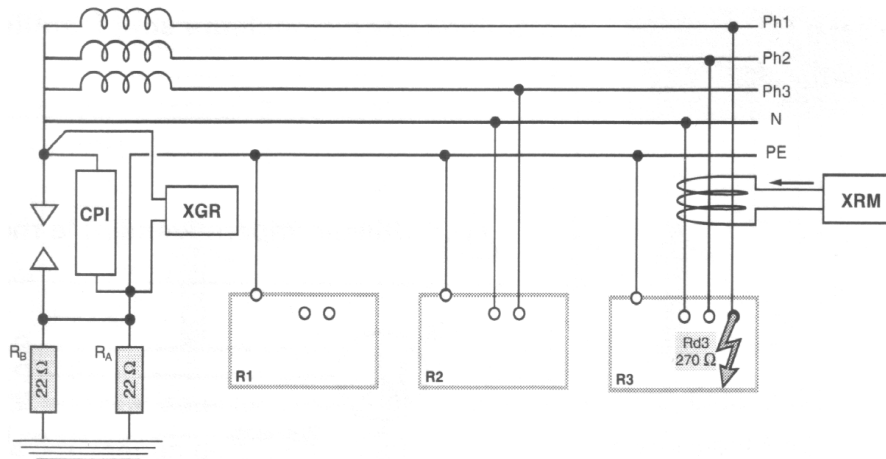 Ph1
Ph2
Ph3
N
PE
CPI
XGR
XRM
R1
R2
Rd3
270 Ω
R3
RB
22 Ω
RA
22 Ω